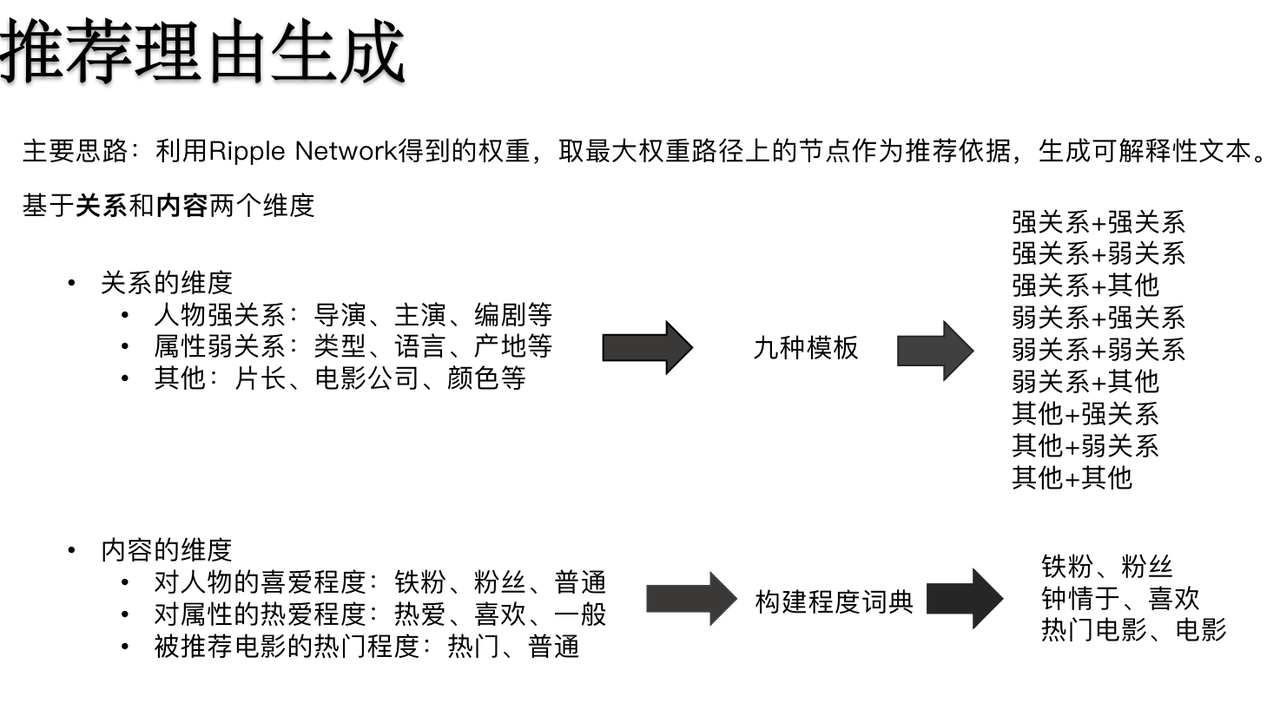 推荐理由生成
主要思路：利用Ripple Network得到的权重，取最大权重路径上的节点作为推荐依据，生成可解释性文本。
基于关系和内容两个维度
• 关系的维度
• 人物强关系：导演、主演、编剧等
• 属性弱关系：类型、语言、产地等
• 其他：片长、电影公司、颜色等
九种模板
强关系+强关系
强关系+弱关系
强关系+其他
弱关系+强关系
弱关系+弱关系
弱关系+其他
其他+强关系
其他+弱关系
其他+其他
• 内容的维度
• 对人物的喜爱程度：铁粉、粉丝、普通
• 对属性的热爱程度：热爱、喜欢、一般
• 被推荐电影的热门程度：热门、普通
构建程度词典
铁粉、粉丝
钟情于、喜欢
热门电影、电影